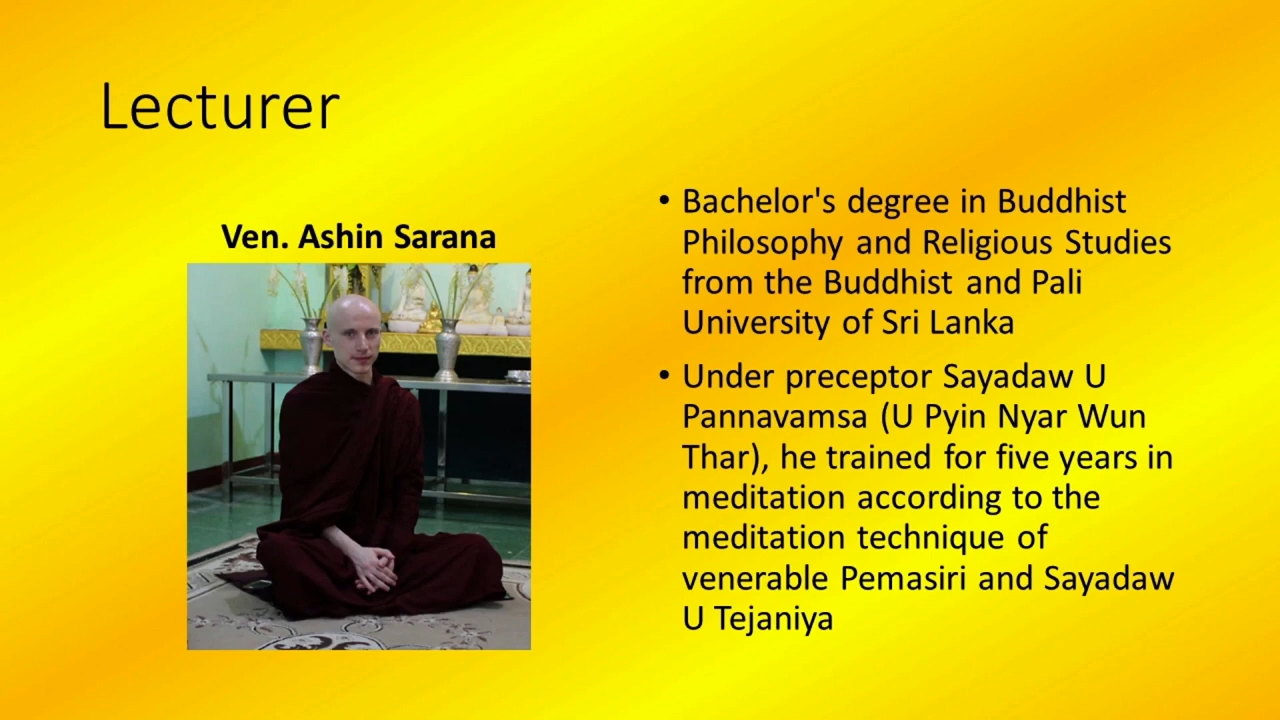 Lecturer
Ven. Ashin Sarana
• Bachelor's degree in Buddhist
Philosophy and Religious Studies
from the Buddhist and Pali
University of Sri Lanka
• Under preceptor Sayadaw U
Pannavamsa (U Pyin Nyar Wun
Thar), he trained for five years in
meditation according to the
meditation technique of
venerable Pemasiri and Sayadaw
U Tejaniya